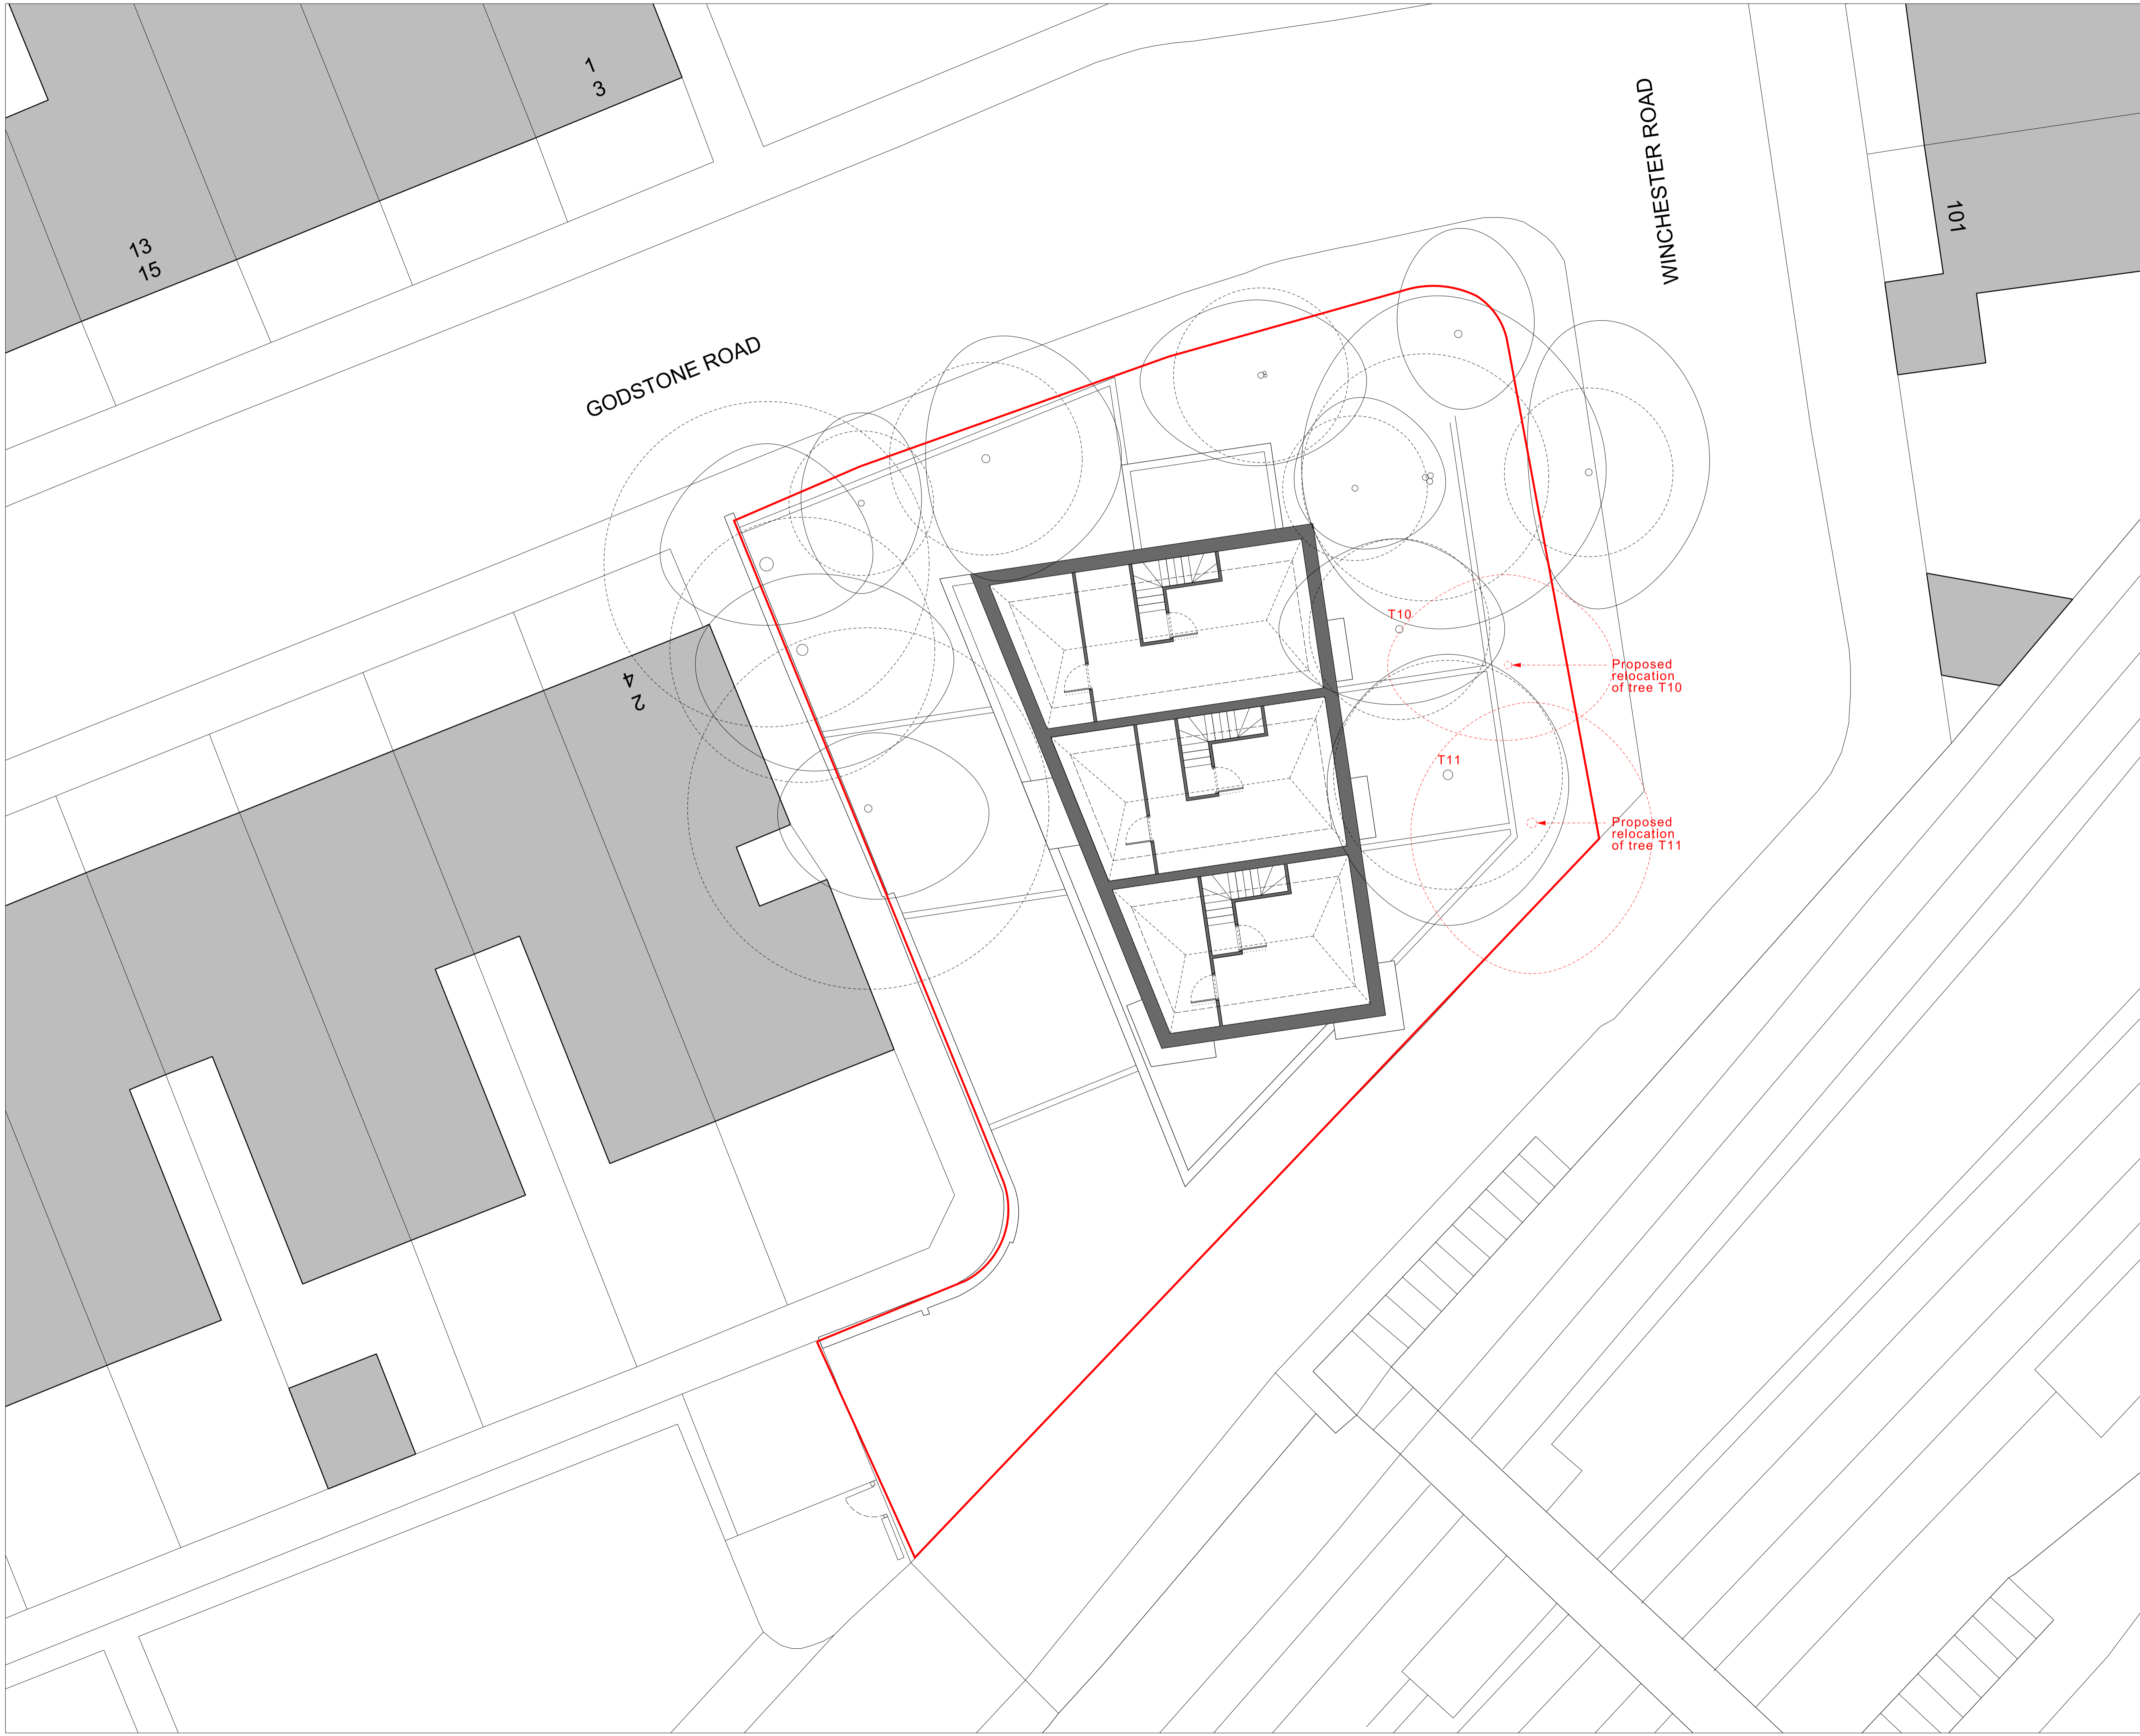 1
3
WINCHESTER ROAD
101
13
15
GODSTONE ROAD
T10
Proposed
relocation
of tree T10
4
2
T11
Proposed
relocation
of tree T11